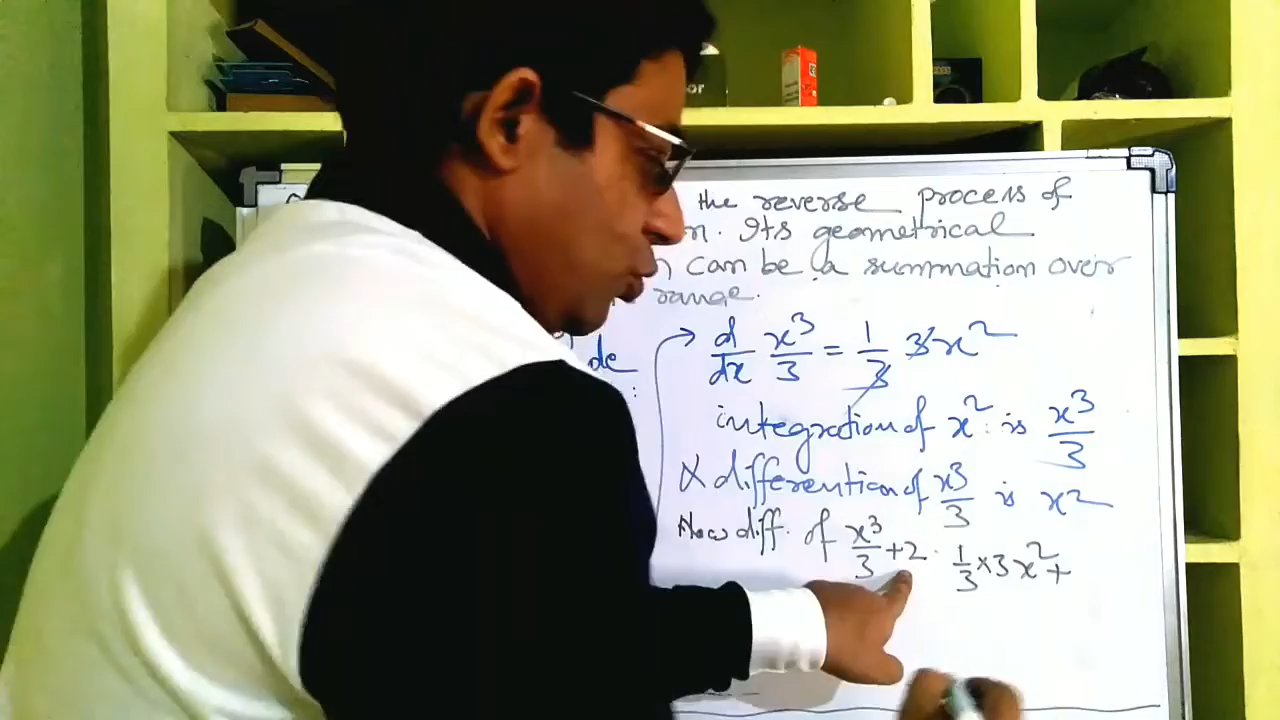 the reverse process of
n. Its geometrical
n can be a summation over
range.
de
:
d/dx x³/3 = 1/3 3x²
integration of x² is x³/3
& differention of x³/3 is x²
Now diff. of x³/3 +2 . 1/3 ×3x²+
or